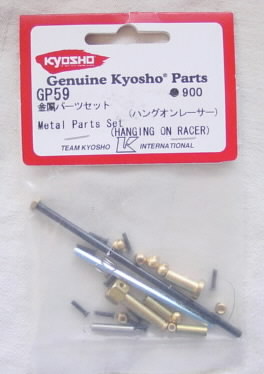 KYOSHO
Genuine Kyosho® Parts
GP59
●900
金属パーツセット
(ハングオンレーサー)
Metal Parts Set
(HANGING ON RACER)
TEAM KYOSHO K INTERNATIONAL